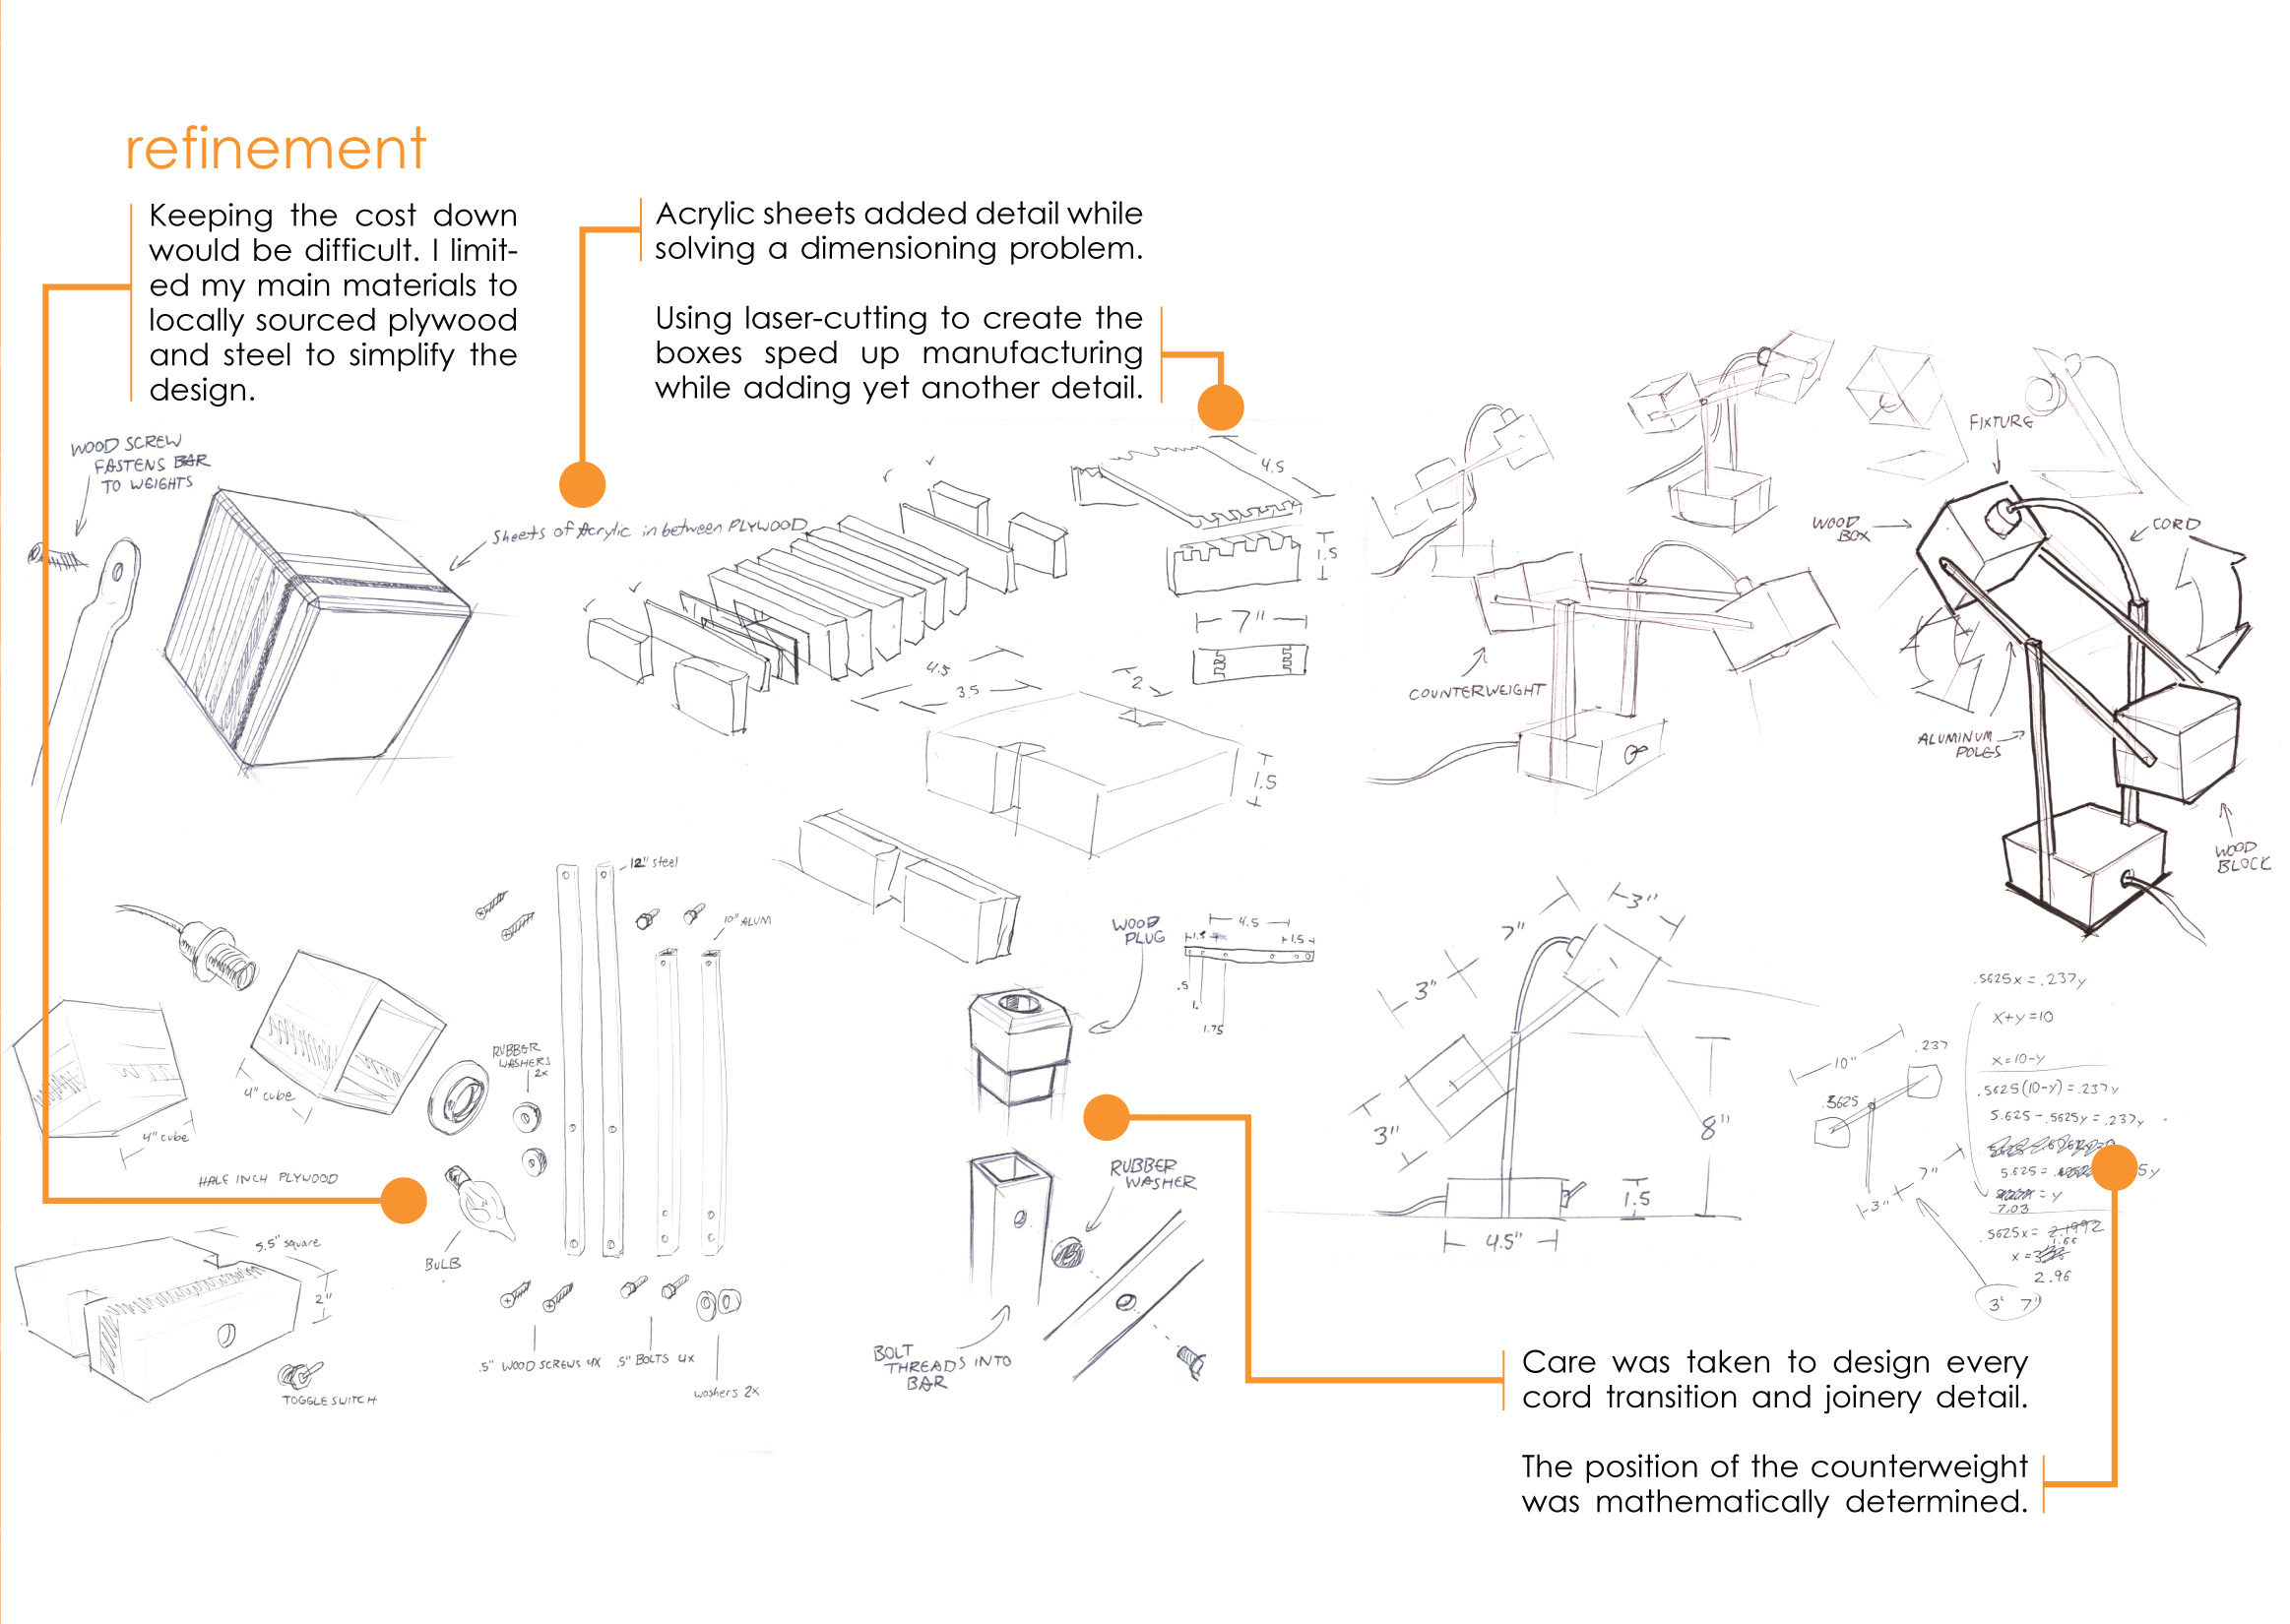 refinement
Keeping the cost down
would be difficult. I limit-
ed my main materials to
locally sourced plywood
and steel to simplify the
design.
Acrylic sheets added detail while
solving a dimensioning problem.
Using laser-cutting to create the
boxes sped up manufacturing
while adding yet another detail.
WOOD SCREW
FASTENS BAR
TO WEIGHTS
Sheets of Acrylic in between PLYWOOD
4.5
1.5
7"
4.5
3.5
2
1.5
FIXTURE
WOOD
BOX
CORD
COUNTERWEIGHT
ALUMINUM
POLES
WOOD
BLOCK
12" steel
10" ALUM
4" cube
4" cube
RUBBER
WASHERS
2x
HALF INCH PLYWOOD
BULB
5.5" square
2"
TOGGLE SWITCH
.5" WOOD SCREWS 4X
.5" BOLTS 4x
washers 2x
WOOD
PLUG
4.5
1.5
1.5
.5
1.
1.75
RUBBER
WASHER
BOLT
THREADS INTO
BAR
3"
7"
3"
3"
8"
1.5
4.5"
10"
.237
.5625
7"
3"
.5625x = .237y
x+y=10
x=10-y
.5625(10-y) = .237y
5.625 - .5625y = .237y
5.625 =
5y
= y
7.03
.5625x = 2.1992
1.66
x =
2.96
3" 7"
Care was taken to design every
cord transition and joinery detail.
The position of the counterweight
was mathematically determined.